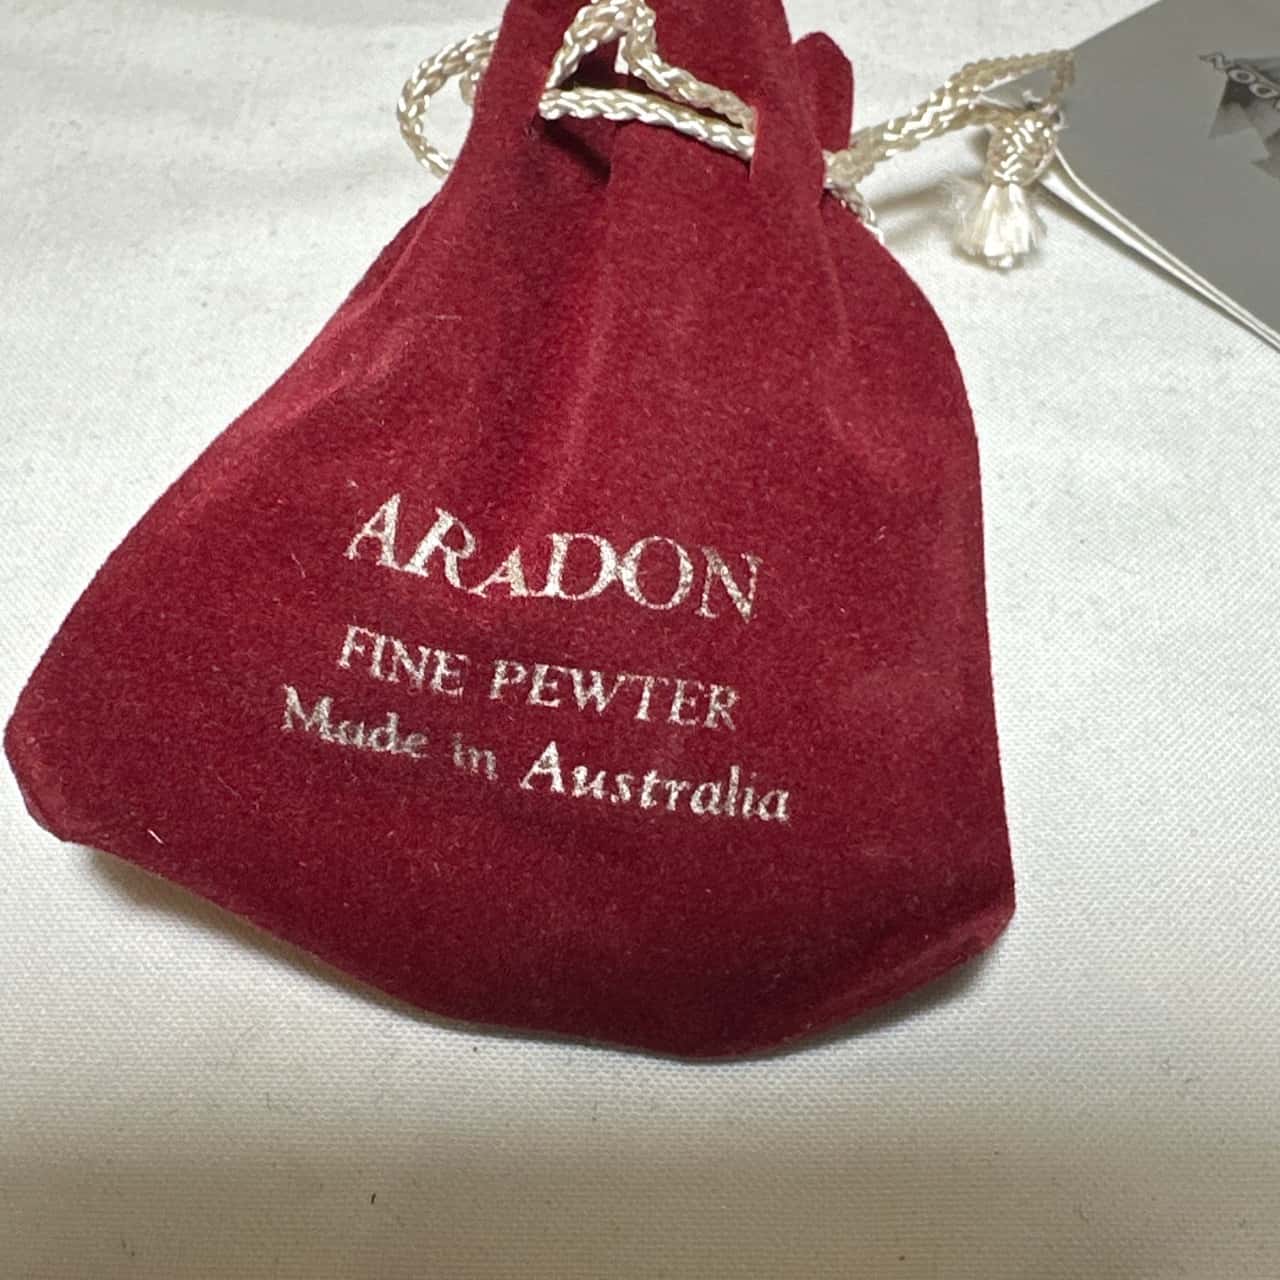 ARADON
FINE PEWTER
Made in Australia